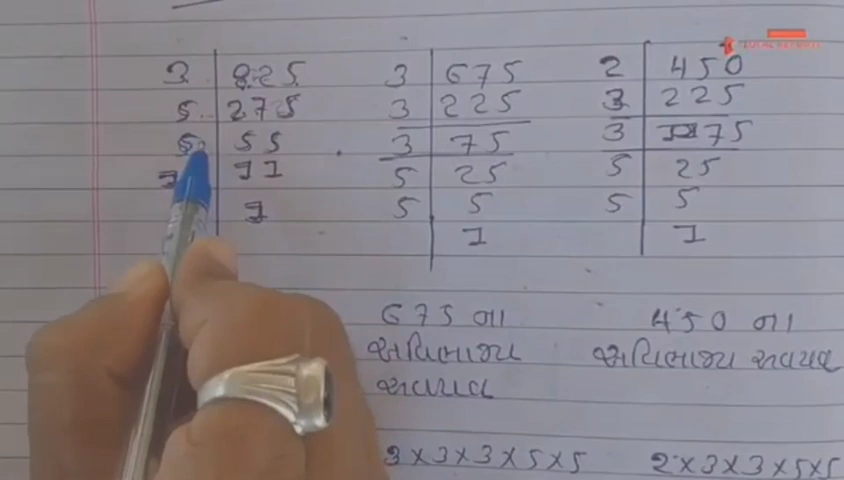 3 825 3 675 2 450
5 275 3 225 3 225
5 55 3 75 3 75
11 5 25 5 25
1 5 5 5 5
1 1
675 ના 450 ના
અવિભાજ્ય અવિભાજ્ય અવયવ
અવયવ
3×3×3×5×5 2×3×3×5×5